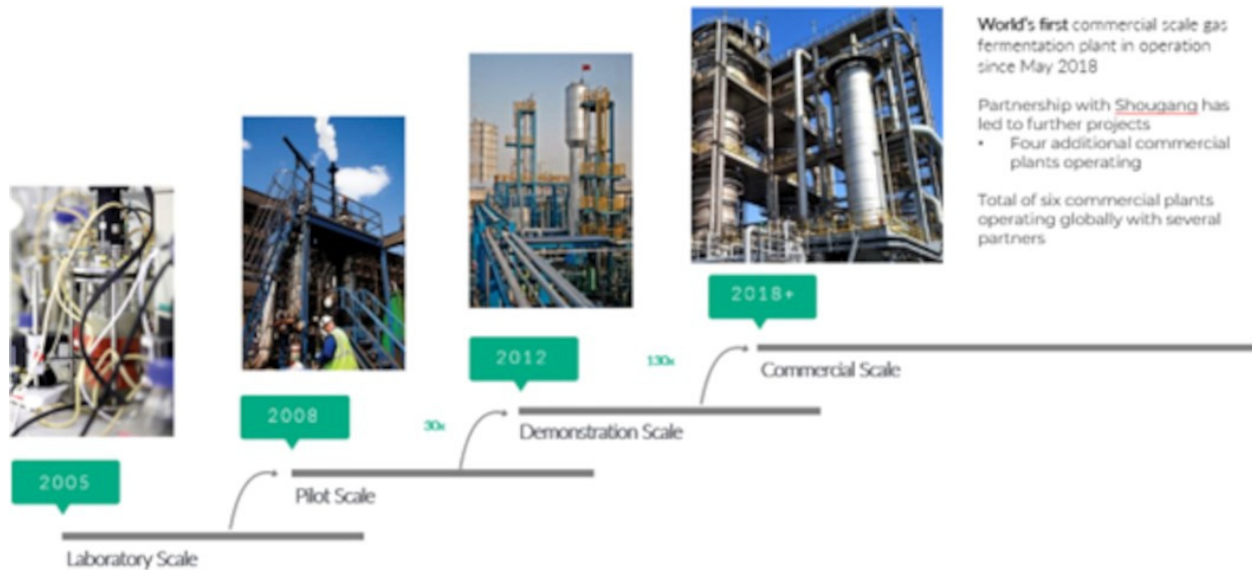 World's first commercial scale gas
fermentation plant in operation
since May 2018
Partnership with Shougang has
led to further projects
• Four additional commercial
plants operating
Total of six commercial plants
operating globally with several
partners
2018+
130x
Commercial Scale
2012
30x
Demonstration Scale
2008
Pilot Scale
2005
Laboratory Scale